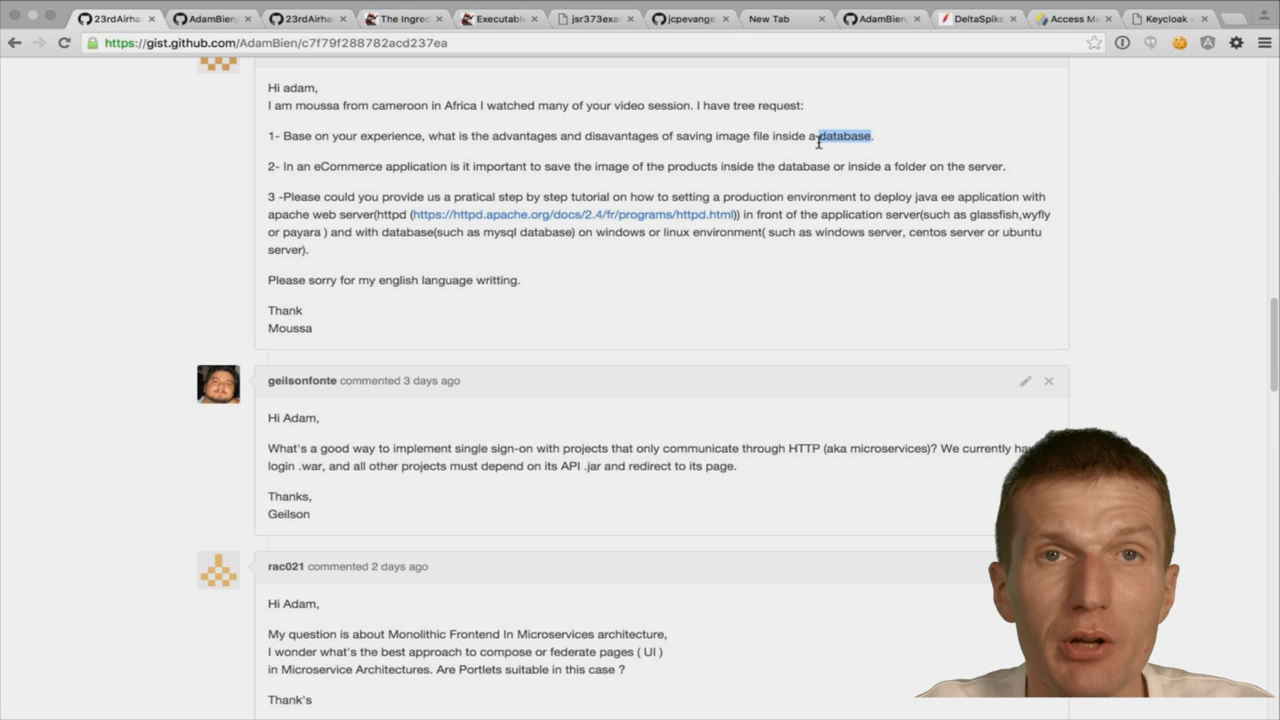 23rdAirha
AdamBien
23rdAirha
The Ingre
Executab
jsr373exa
jcpevange
New Tab
AdamBien
DeltaSpike
Access Ma
Keycloak -
https://gist.github.com/AdamBien/c7f79f288782acd237ea
Hi adam,
I am moussa from cameroon in Africa I watched many of your video session. I have tree request:
1- Base on your experience, what is the advantages and disavantages of saving image file inside a database.
2- In an eCommerce application is it important to save the image of the products inside the database or inside a folder on the server.
3 -Please could you provide us a pratical step by step tutorial on how to setting a production environment to deploy java ee application with
apache web server(httpd (https://httpd.apache.org/docs/2.4/fr/programs/httpd.html)) in front of the application server(such as glassfish,wyfly
or payara ) and with database(such as mysql database) on windows or linux environment( such as windows server, centos server or ubuntu
server).
Please sorry for my english language writting.
Thank
Moussa
geilsonfonte commented 3 days ago
Hi Adam,
What's a good way to implement single sign-on with projects that only communicate through HTTP (aka microservices)? We currently ha
login .war, and all other projects must depend on its API .jar and redirect to its page.
Thanks,
Geilson
rac021 commented 2 days ago
Hi Adam,
My question is about Monolithic Frontend In Microservices architecture,
I wonder what's the best approach to compose or federate pages ( UI )
in Microservice Architectures. Are Portlets suitable in this case ?
Thank's